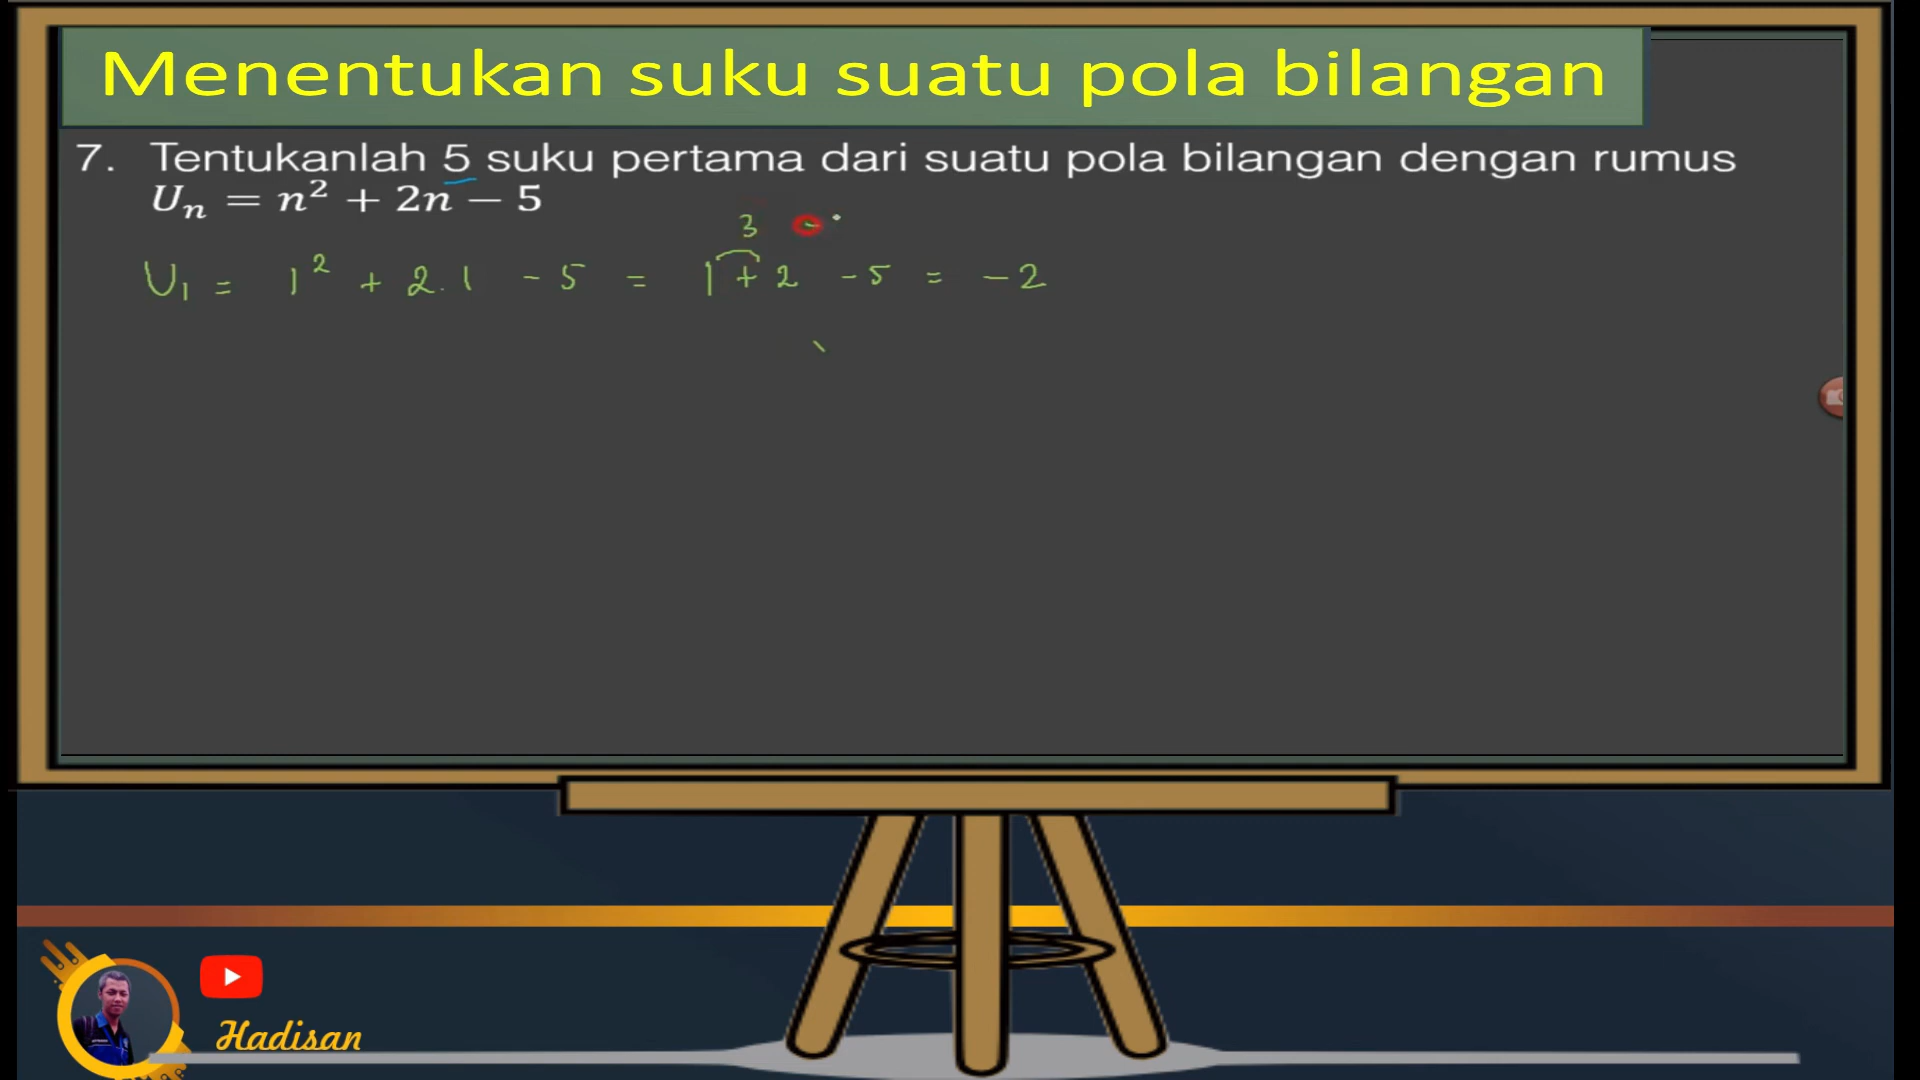 Menentukan suku suatu pola bilangan
7. Tentukanlah 5 suku pertama dari suatu pola bilangan dengan rumus
Uₙ = n² + 2n − 5
3 -
U₁ = 1² + 2.1 - 5 = 1 + 2 - 5 = -2
Hadisan